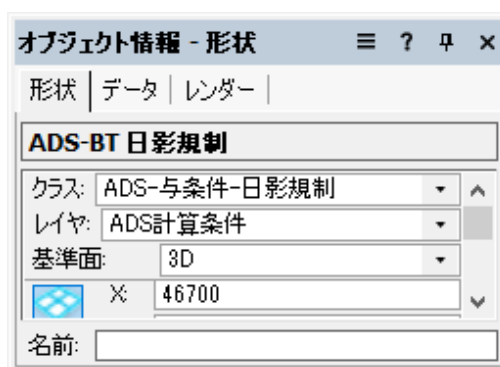 オブジェクト情報 - 形状 ≡ ? ×
形状 データ レンダー
ADS-BT 日影規制
クラス: ADS-与条件-日影規制
レイヤ: ADS計算条件
基準面: 3D
X: 46700
名前: